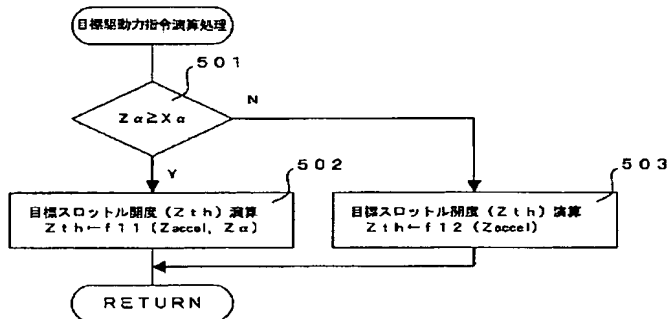 目標駆動力指令演算処理
501
Zα≧Xα
N
Y
502
目標スロットル開度（Zth）演算
Zth←f11（Zaccel，Zα）
503
目標スロットル開度（Zth）演算
Zth←f12（Zaccel）
RETURN